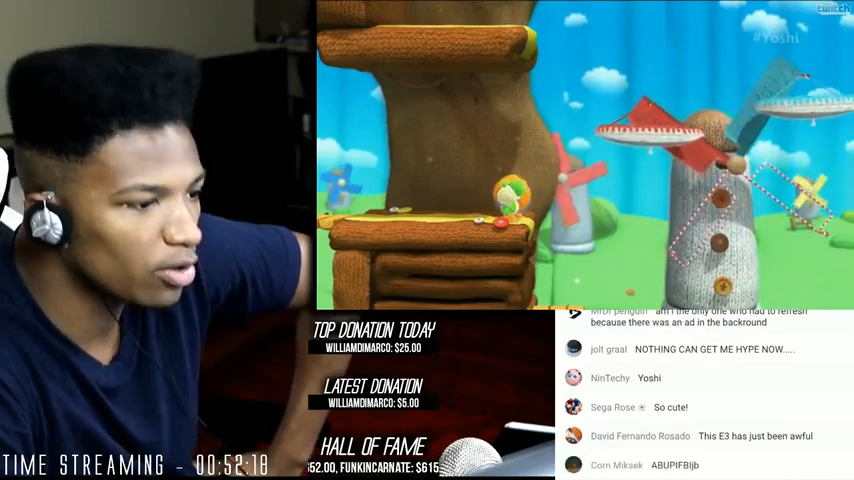 twitch
#Yoshi
MrDr penguin am i the only one who had to refresh
because there was an ad in the backround
jolt graal NOTHING CAN GET ME HYPE NOW.....
NinTechy Yoshi
Sega Rose So cute!
David Fernando Rosado This E3 has just been awful
Corn Miksek ABUPIFBIjb
TOP DONATION TODAY
WILLIAMDIMARCO: $25.00
LATEST DONATION
WILLIAMDIMARCO: $5.00
HALL OF FAME
52.00, FUNKINCARNATE: $615
TIME STREAMING - 00:52:18